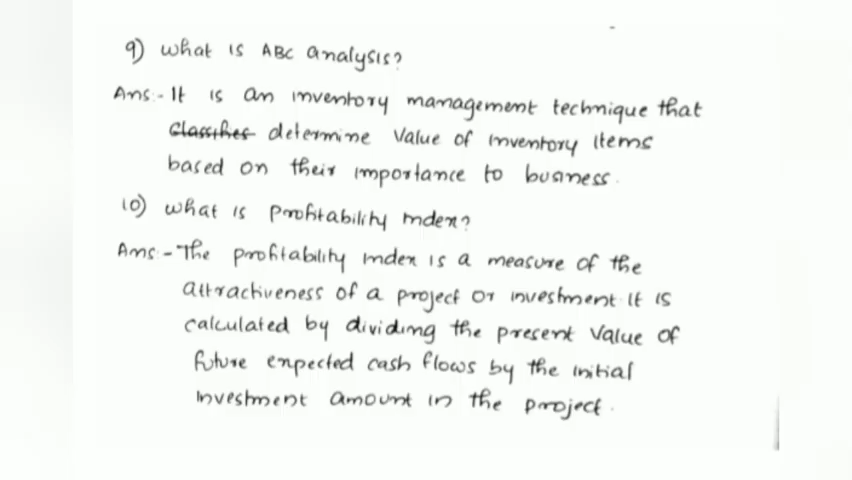 9) What is ABC analysis?
Ans:- It is an inventory management technique that
Classifies determine Value of inventory items
based on their importance to business.
10) What is Profitability index?
Ans:- The profitability index is a measure of the
attractiveness of a project or investment. It is
calculated by dividing the present value of
future expected cash flows by the initial
investment amount in the project.